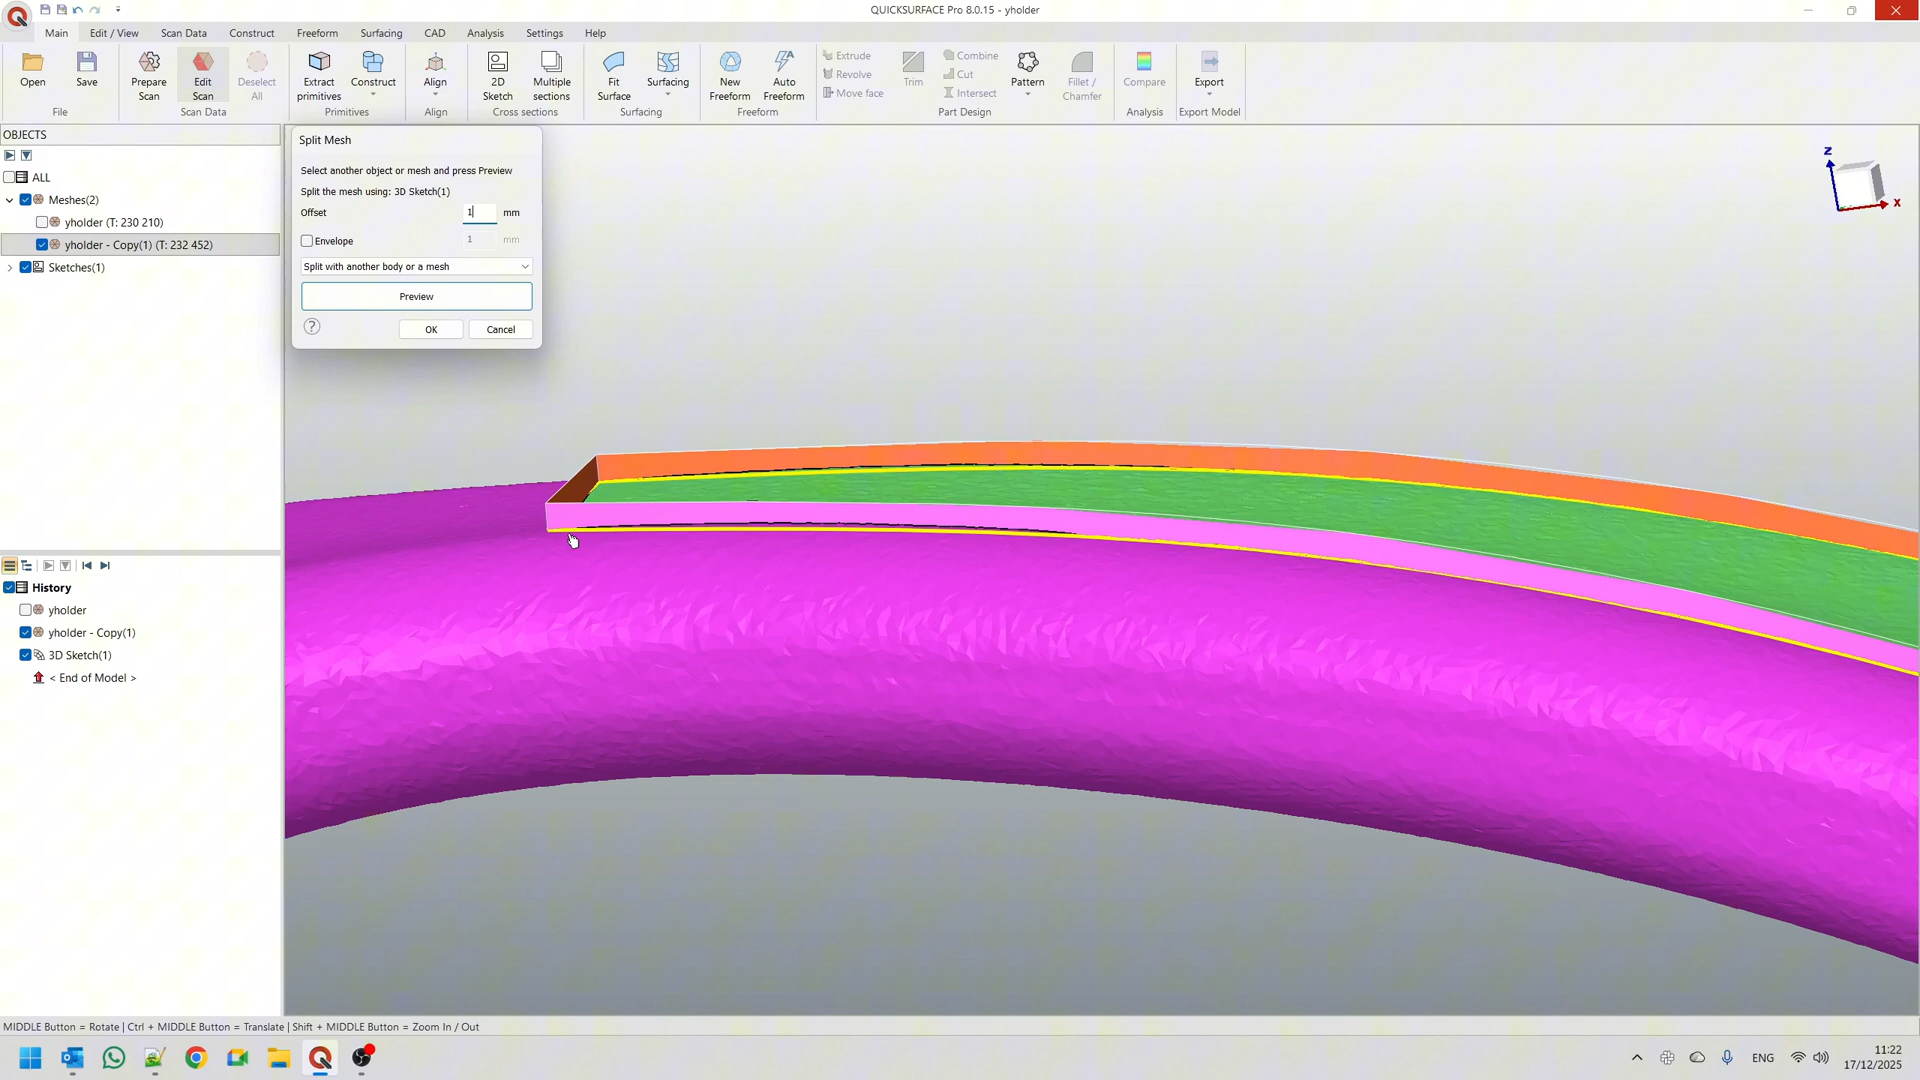 QUICKSURFACE Pro 8.0.15 - yholder
Main Edit / View Scan Data Construct Freeform Surfacing CAD Analysis Settings Help
Open Save Prepare Scan Edit Scan Deselect All Extract primitives Construct Align 2D Sketch Multiple sections Fit Surface Surfacing New Freeform Auto Freeform Extrude Revolve Move face Trim Combine Cut Intersect Pattern Fillet / Chamfer Compare Export
File Scan Data Primitives Align Cross sections Surfacing Freeform Part Design Analysis Export Model
OBJECTS
ALL
Meshes(2)
yholder (T: 230 210)
yholder - Copy(1) (T: 232 452)
Sketches(1)
Split Mesh
Select another object or mesh and press Preview
Split the mesh using: 3D Sketch(1)
Offset 1 mm
Envelope 1 mm
Split with another body or a mesh
Preview
? OK Cancel
Z
X
History
yholder
yholder - Copy(1)
3D Sketch(1)
< End of Model >
MIDDLE Button = Rotate | Ctrl + MIDDLE Button = Translate | Shift + MIDDLE Button = Zoom In / Out
ENG
11:22
17/12/2025